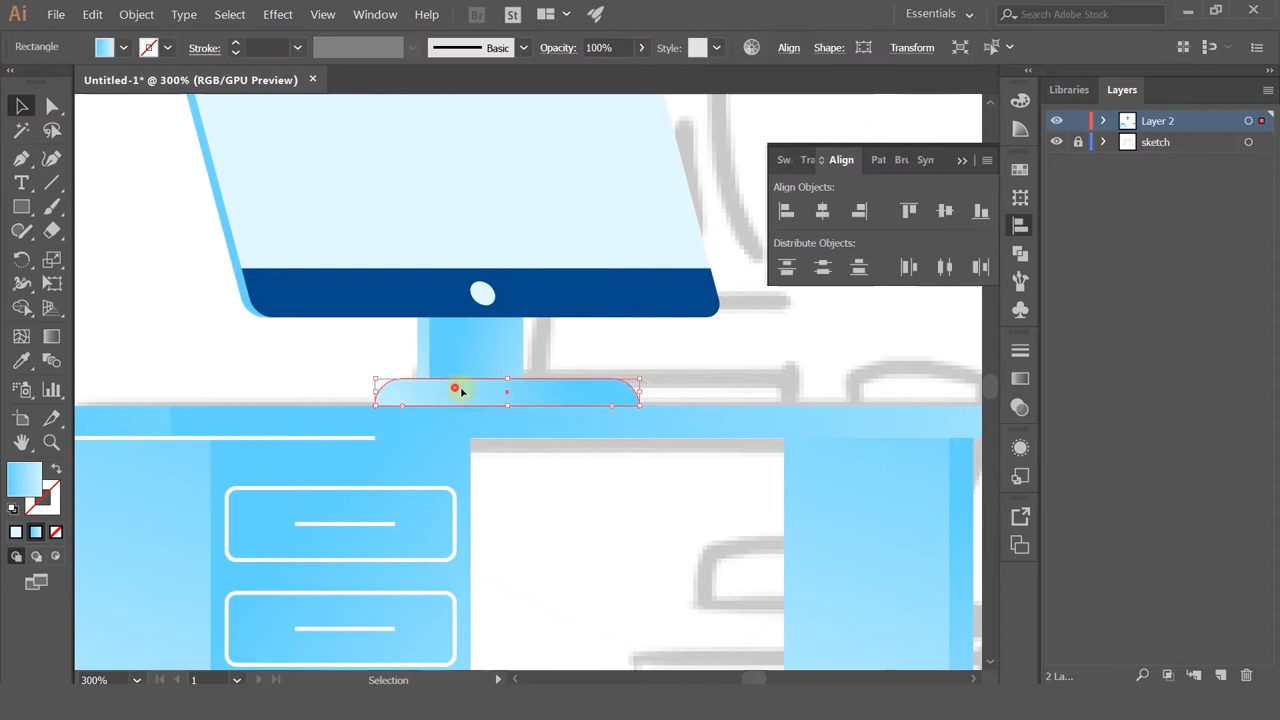 Ai File Edit Object Type Select Effect View Window Help Br St Essentials Search Adobe Stock
Rectangle Stroke: Basic Opacity: 100% Style: Align Shape: Transform
Untitled-1* @ 300% (RGB/GPU Preview)
Libraries Layers
Layer 2
sketch
Sw Tra Align Pat Bru Syn
Align Objects:
Distribute Objects:
300% 1 Selection
2 La...